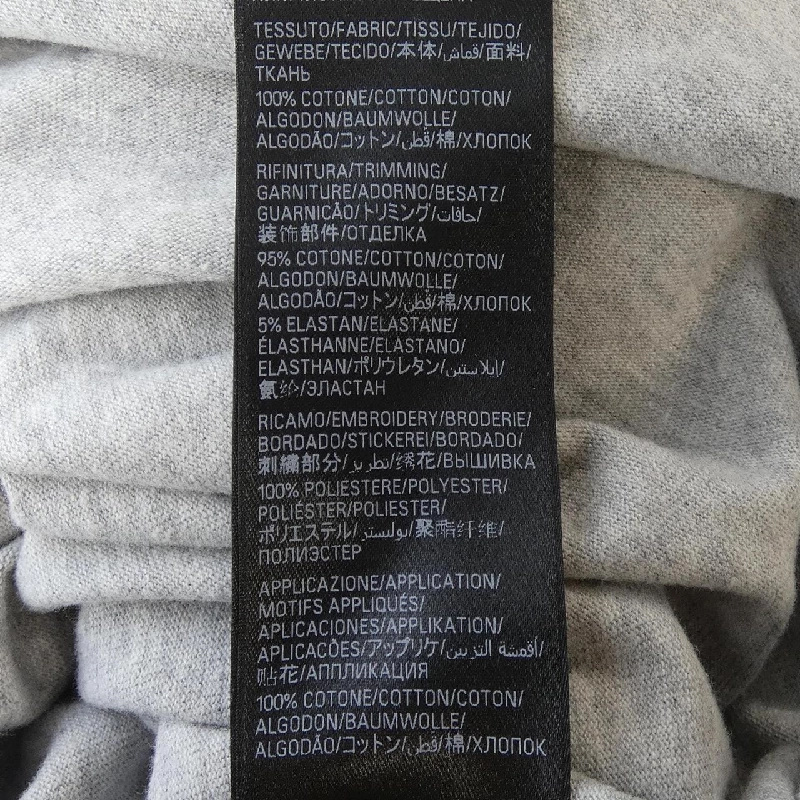 TESSUTO/FABRIC/TISSU/TEJIDO/
GEWEBE/TECIDO/本体/قماش/面料/
ТКАНЬ
100% COTONE/COTTON/COTON/
ALGODON/BAUMWOLLE/
ALGODÃO/コットン/قطن/棉/ХЛОПОК
RIFINITURA/TRIMMING/
GARNITURE/ADORNO/BESATZ/
GUARNICÃO/トリミング/حافات/
装饰部件/ОТДЕЛКА
95% COTONE/COTTON/COTON/
ALGODON/BAUMWOLLE/
ALGODÃO/コットン/قطن/棉/ХЛОПОК
5% ELASTAN/ELASTANE/
ÉLASTHANNE/ELASTANO/
ELASTHAN/ポリウレタン/إيلاستين/
氨纶/ЭЛАСТАН
RICAMO/EMBROIDERY/BRODERIE/
BORDADO/STICKEREI/BORDADO/
刺繍部分/تطريز/绣花/ВЫШИВКА
100% POLIESTERE/POLYESTER/
POLIÉSTER/POLIESTER/
ポリエステル/بولستر/聚酯纤维/
ПОЛИЭСТЕР
APPLICAZIONE/APPLICATION/
MOTIFS APPLIQUÉS/
APLICACIONES/APPLIKATION/
APLICACÕES/アップリケ/أقمشة التزيين/
贴花/АППЛИКАЦИЯ
100% COTONE/COTTON/COTON/
ALGODON/BAUMWOLLE/
ALGODÃO/コットン/قطن/棉/ХЛОПОК